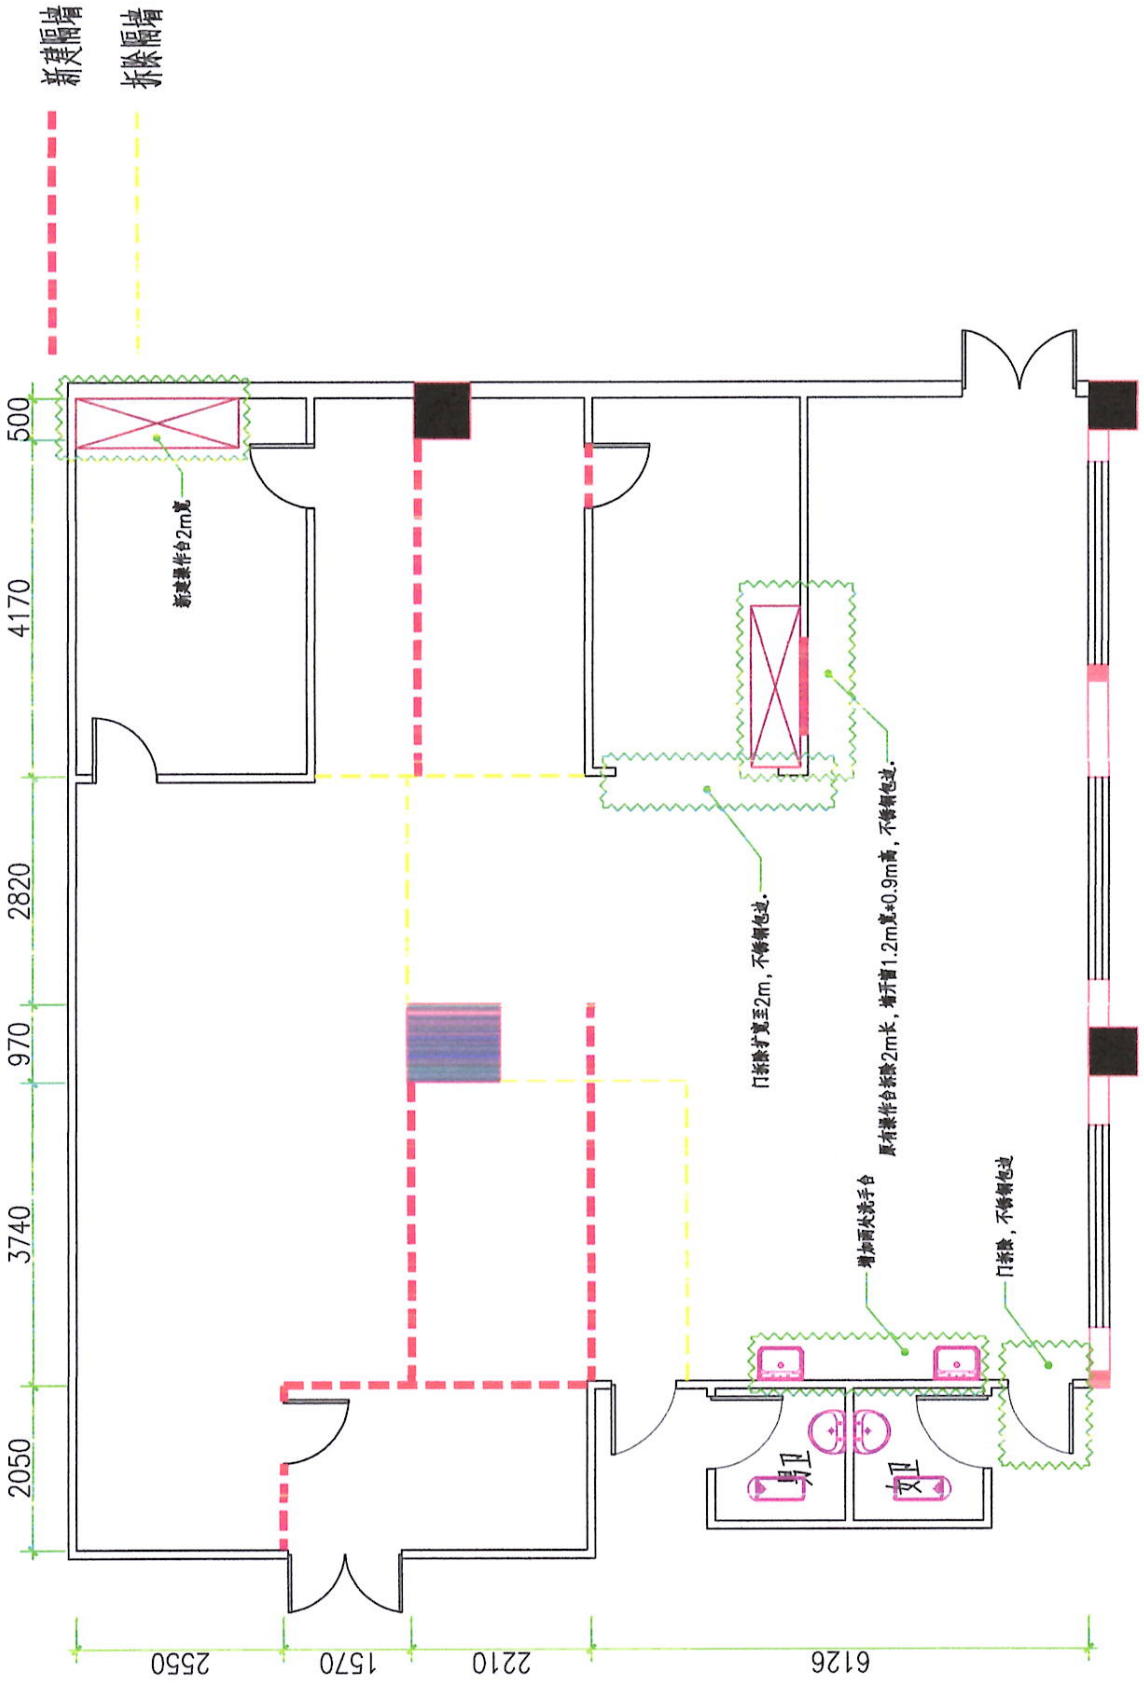 新建隔墙
拆除隔墙
500
4170
2820
970
3740
2050
新建操作台2m宽
原有操作台拆除2m长，墙开窗1.2m宽*0.9m高，不锈钢包边。
门拆除扩宽至2m，不锈钢包边。
增加两处洗手台
门拆除，不锈钢包边
男卫
女卫
2550
1570
2210
6126